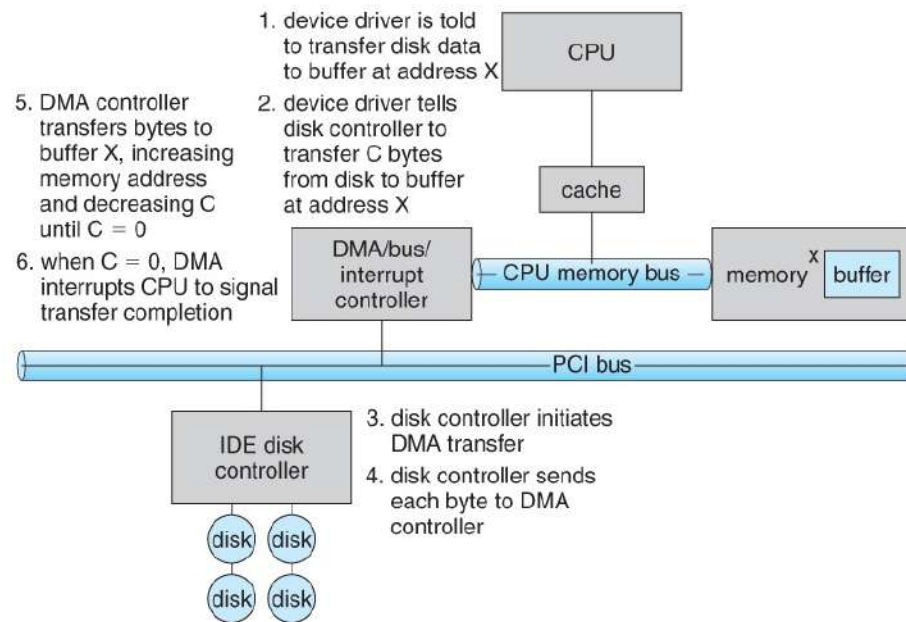 1. device driver is told
to transfer disk data
to buffer at address X
CPU
5. DMA controller
transfers bytes to
buffer X, increasing
memory address
and decreasing C
until C = 0
2. device driver tells
disk controller to
transfer C bytes
from disk to buffer
at address X
cache
6. when C = 0, DMA
interrupts CPU to signal
transfer completion
DMA/bus/
interrupt
controller
CPU memory bus
memory
x
buffer
PCI bus
IDE disk
controller
3. disk controller initiates
DMA transfer
4. disk controller sends
each byte to DMA
controller
disk disk
disk disk